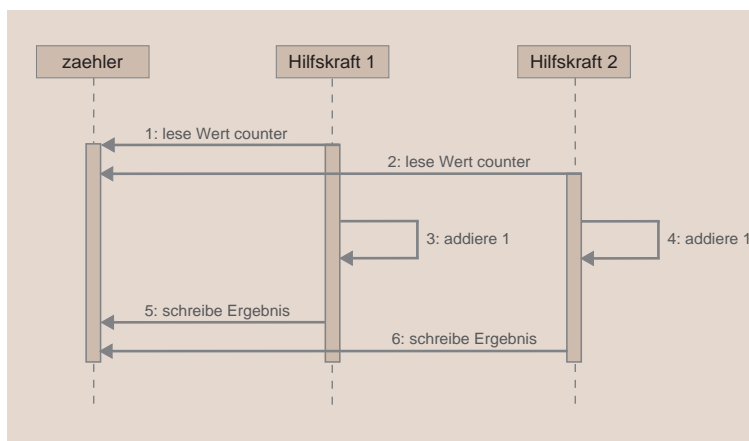 zaehler
Hilfskraft 1
Hilfskraft 2
1: lese Wert counter
2: lese Wert counter
3: addiere 1
4: addiere 1
5: schreibe Ergebnis
6: schreibe Ergebnis